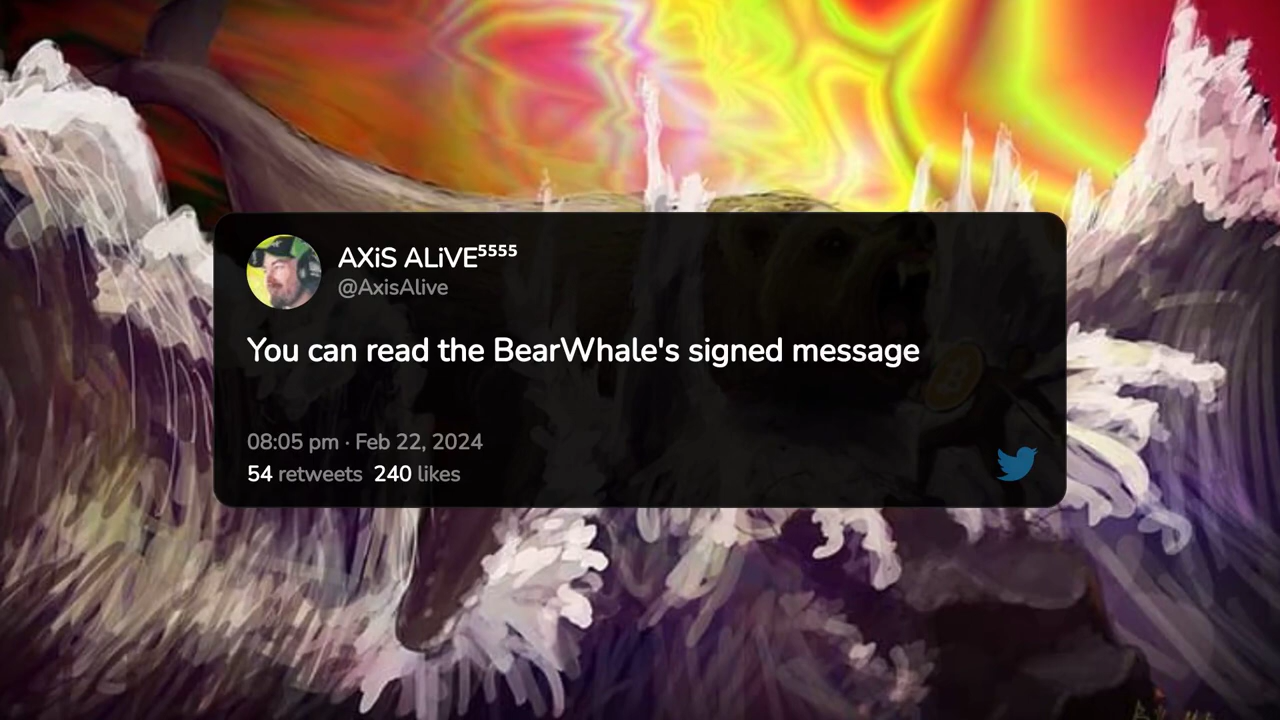 AXiS ALiVE⁵⁵⁵⁵
@AxisAlive
You can read the BearWhale's signed message
08:05 pm · Feb 22, 2024
54 retweets 240 likes